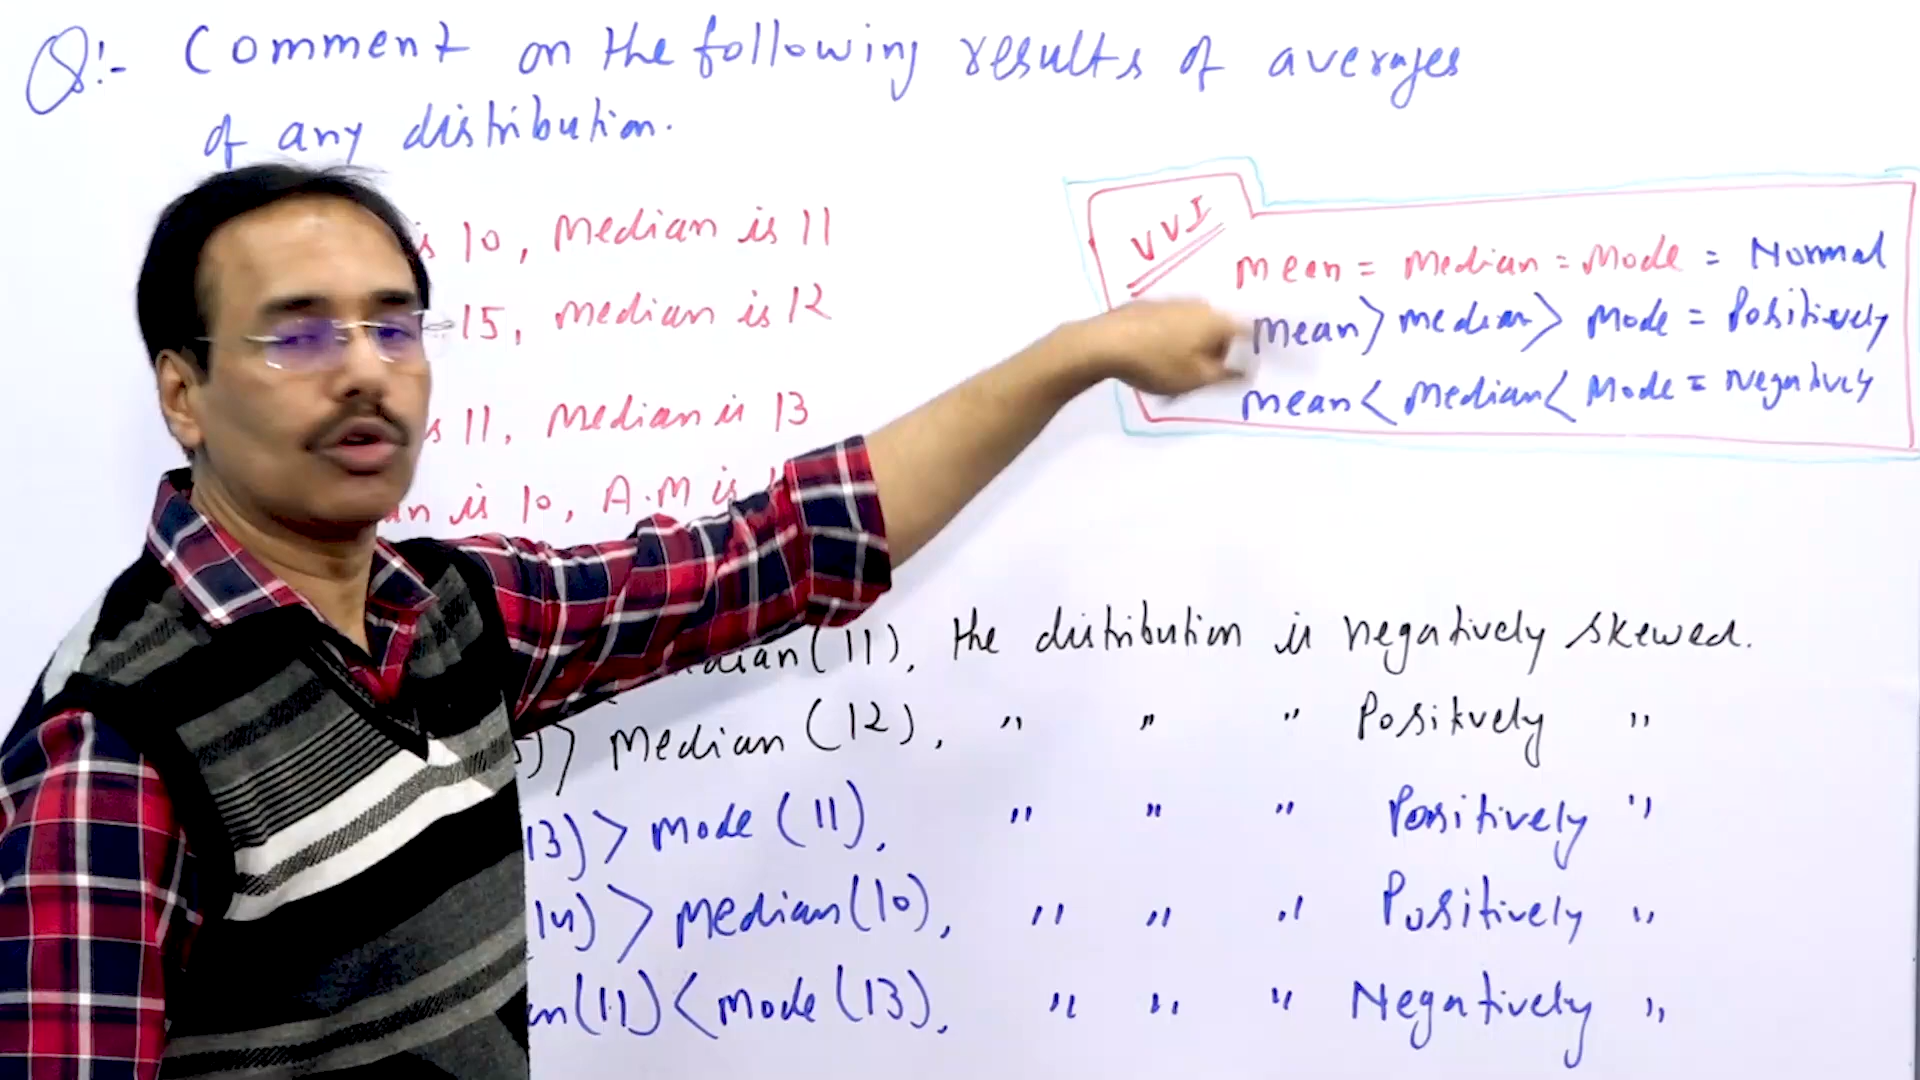 Q:- Comment on the following results of averages
of any distribution.
is 10, Median is 11
15, Median is 12
is 11, Median is 13
is 10, A.M is
VVI
Mean = Median = Mode = Normal
Mean > Median > Mode = Positively
Mean < Median < Mode = Negatively
(11), the distribution is negatively skewed.
) > Median (12), " " " Positively "
13) > Mode (11), " " " Positively "
14) > Median (10), " " " Positively "
(11) < Mode (13), " " " Negatively "